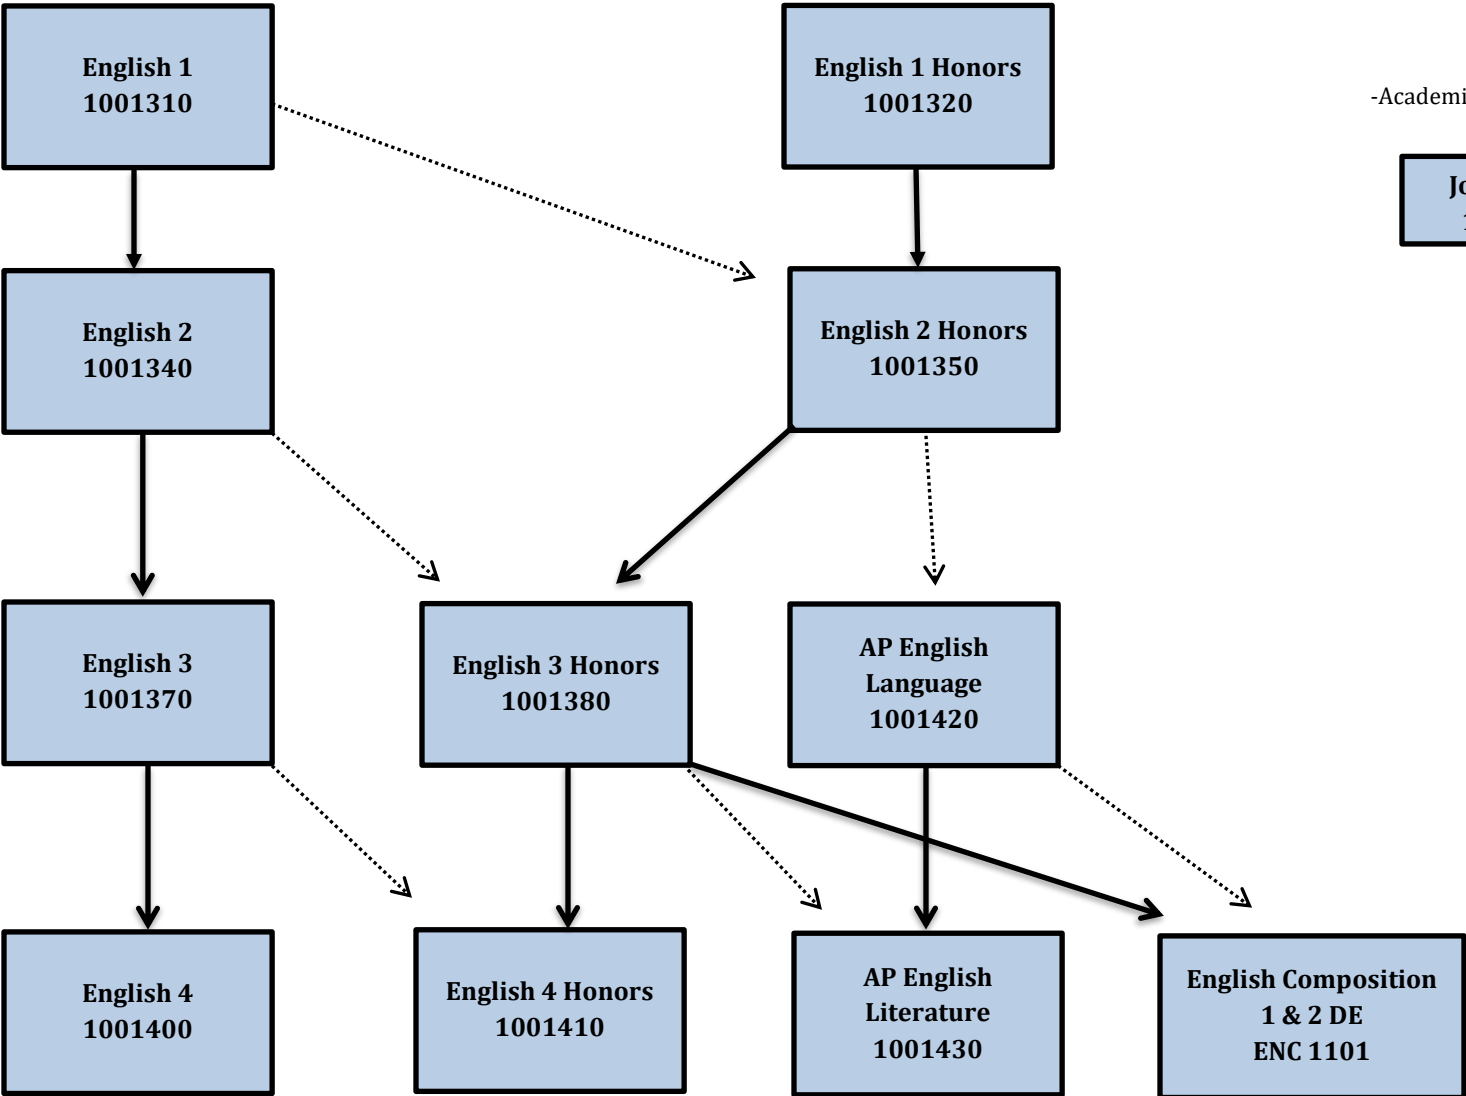 English 1
1001310
English 1 Honors
1001320
-Academi
Jo
1
English 2
1001340
English 2 Honors
1001350
English 3
1001370
English 3 Honors
1001380
AP English
Language
1001420
English 4
1001400
English 4 Honors
1001410
AP English
Literature
1001430
English Composition
1 & 2 DE
ENC 1101